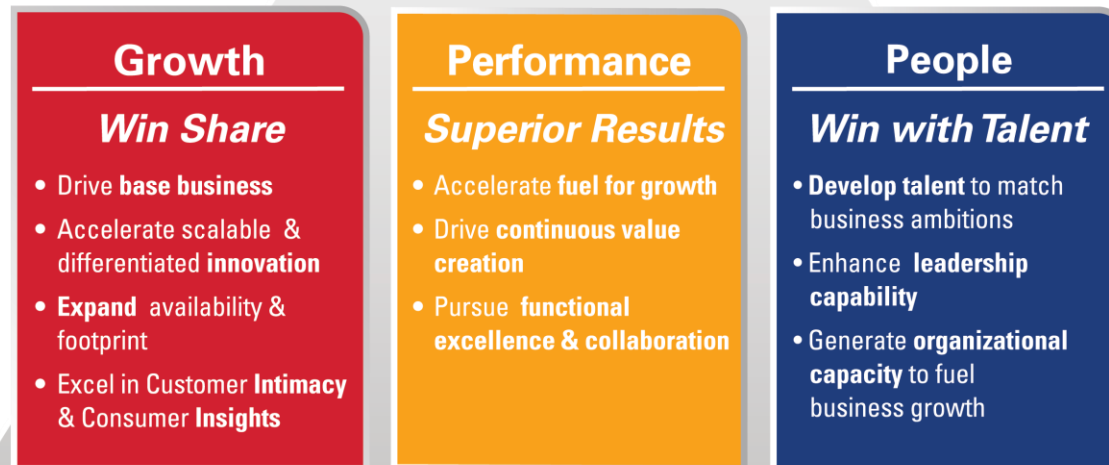 Growth
Win Share
• Drive base business
• Accelerate scalable &
differentiated innovation
• Expand availability &
footprint
• Excel in Customer Intimacy
& Consumer Insights
Performance
Superior Results
• Accelerate fuel for growth
• Drive continuous value
creation
• Pursue functional
excellence & collaboration
People
Win with Talent
• Develop talent to match
business ambitions
• Enhance leadership
capability
• Generate organizational
capacity to fuel
business growth